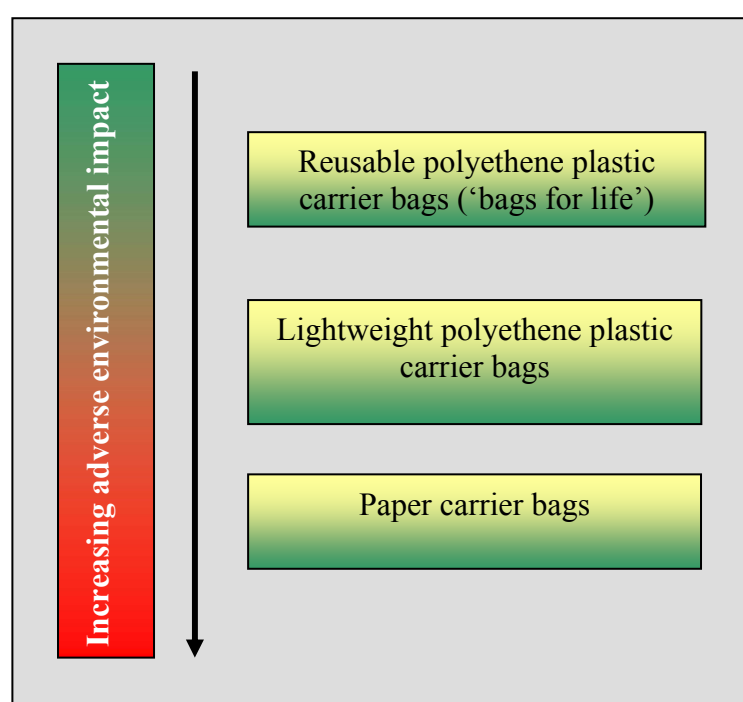 Increasing adverse environmental impact
Reusable polyethene plastic
carrier bags (‘bags for life’)
Lightweight polyethene plastic
carrier bags
Paper carrier bags